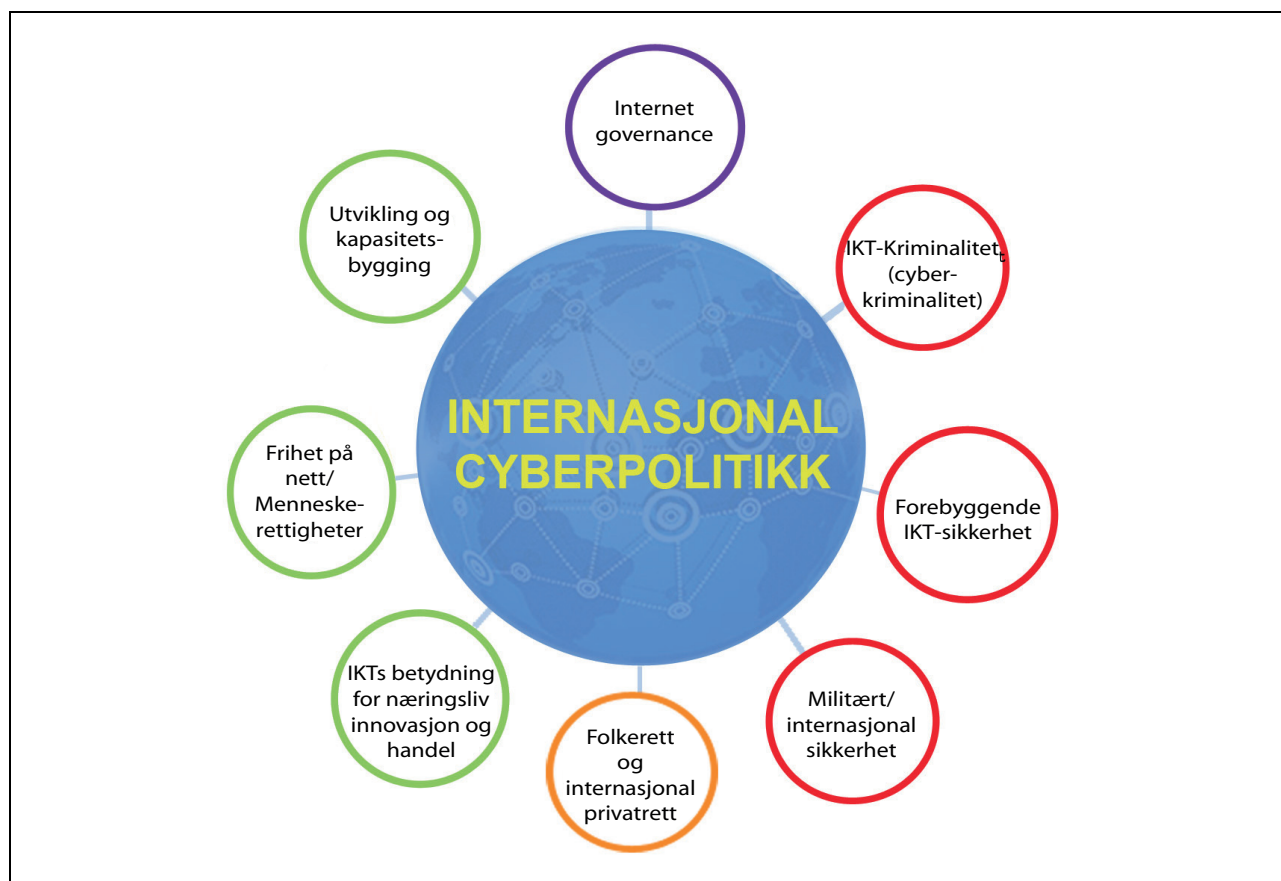 Internet
governance
Utvikling og
kapasitets-
bygging
IKT-Kriminalitet
t
(cyber-
kriminalitet)
INTERNASJONAL
CYBERPOLITIKK
Frihet på
nett/
Menneske-
rettigheter
Forebyggende
IKT-sikkerhet
IKTs betydning
for næringsliv
innovasjon og
handel
Folkerett
og
internasjonal
privatrett
Militært/
internasjonal
sikkerhet